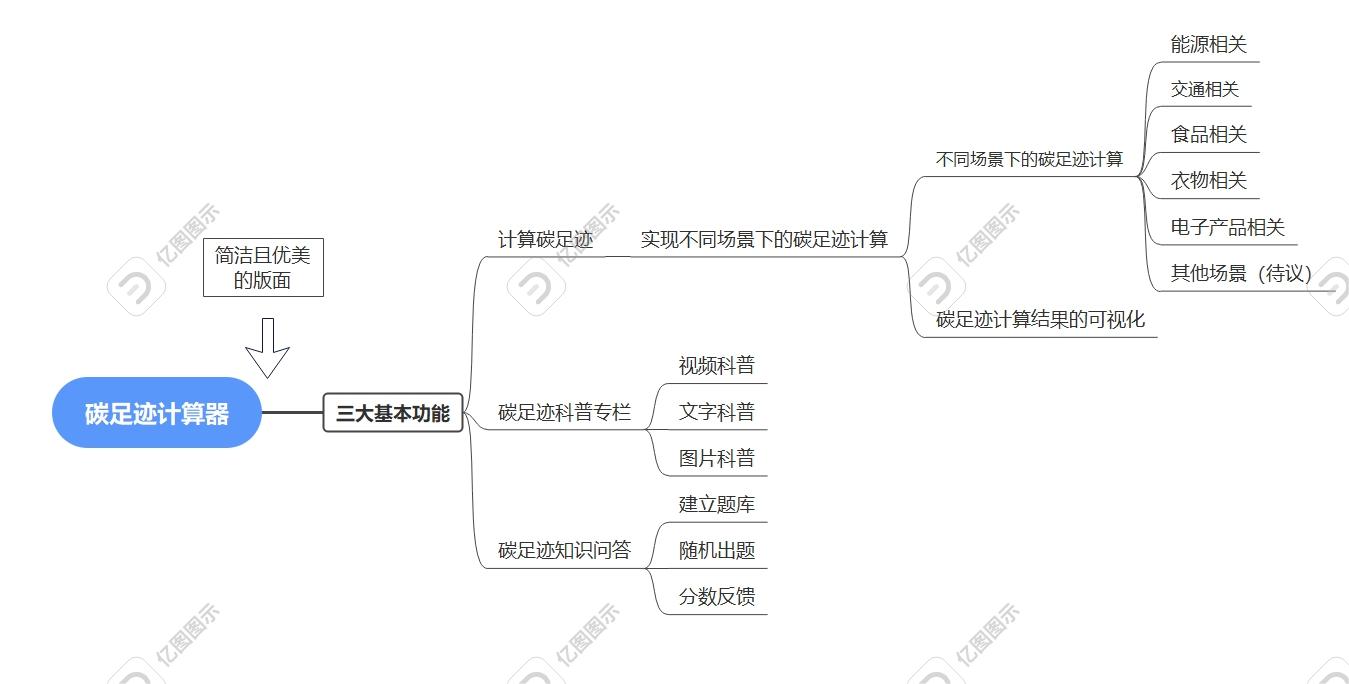 能源相关
交通相关
食品相关
不同场景下的碳足迹计算
衣物相关
电子产品相关
计算碳足迹
实现不同场景下的碳足迹计算
简洁且优美
的版面
其他场景（待议）
碳足迹计算结果的可视化
视频科普
碳足迹计算器
三大基本功能
碳足迹科普专栏
文字科普
图片科普
建立题库
碳足迹知识问答
随机出题
分数反馈
亿图图示
亿图图示
亿图图示
亿图图示
亿图图示
亿图图示